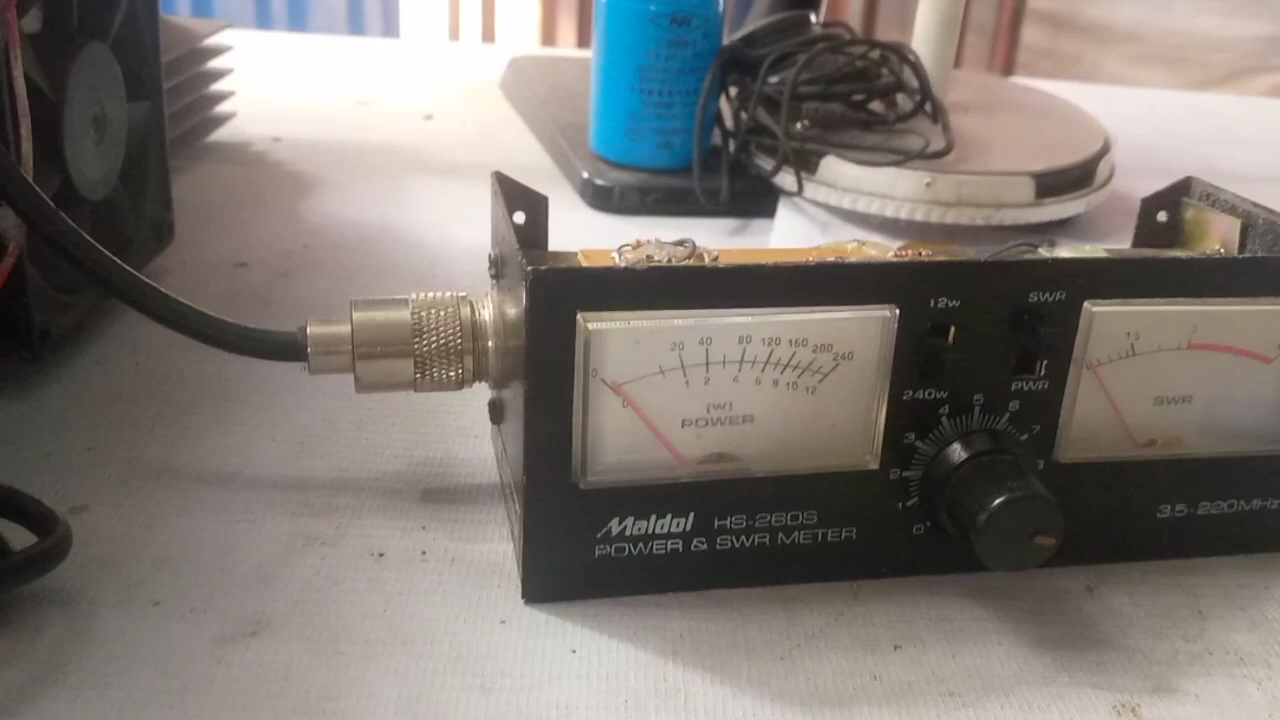 12w
SWR
20 40 80 120 160 200 240
0
1 2 4 6 8 10 12
0
[W]
POWER
240w
PWR
0 1 2 3 4 5 6 7
SWR
Maldol HS-260S
POWER & SWR METER
3.5-220MHz